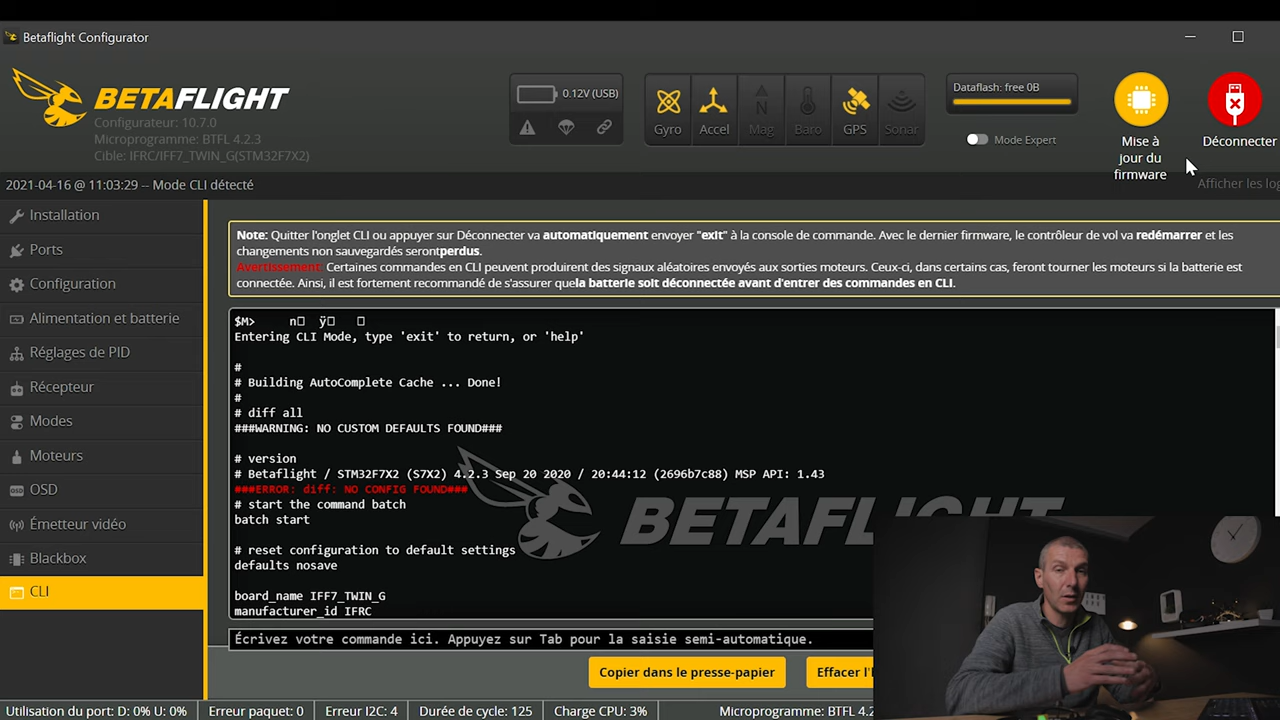 Betaflight Configurator
BETAFLIGHT
Configurateur: 10.7.0
Microprogramme: BTFL 4.2.3
Cible: IFRC/IFF7_TWIN_G(STM32F7X2)
0.12V (USB)
Gyro
Accel
Mag
Baro
GPS
Sonar
Dataflash: free 0B
Mode Expert
Mise à
jour du
firmware
Déconnecter
2021-04-16 @ 11:03:29 -- Mode CLI détecté
Afficher les log
Installation
Ports
Configuration
Alimentation et batterie
Réglages de PID
Récepteur
Modes
Moteurs
OSD
OSD
Émetteur vidéo
Blackbox
CLI
Note: Quitter l'onglet CLI ou appuyer sur Déconnecter va automatiquement envoyer "exit" à la console de commande. Avec le dernier firmware, le contrôleur de vol va redémarrer et les
changements non sauvegardés serontperdus.
Avertissement: Certaines commandes en CLI peuvent produirent des signaux aléatoires envoyés aux sorties moteurs. Ceux-ci, dans certains cas, feront tourner les moteurs si la batterie est
connectée. Ainsi, il est fortement recommandé de s'assurer quela batterie soit déconnectée avant d'entrer des commandes en CLI.
$M> n□ ÿ□ □
Entering CLI Mode, type 'exit' to return, or 'help'
#
# Building AutoComplete Cache ... Done!
#
# diff all
###WARNING: NO CUSTOM DEFAULTS FOUND###
# version
# Betaflight / STM32F7X2 (S7X2) 4.2.3 Sep 20 2020 / 20:44:12 (2696b7c88) MSP API: 1.43
###ERROR: diff: NO CONFIG FOUND###
# start the command batch
batch start
# reset configuration to default settings
defaults nosave
board_name IFF7_TWIN_G
manufacturer_id IFRC
BETAFLIGHT
Écrivez votre commande ici. Appuyez sur Tab pour la saisie semi-automatique.
Copier dans le presse-papier
Effacer l'
Utilisation du port: D: 0% U: 0%
Erreur paquet: 0
Erreur I2C: 4
Durée de cycle: 125
Charge CPU: 3%
Microprogramme: BTFL 4.2